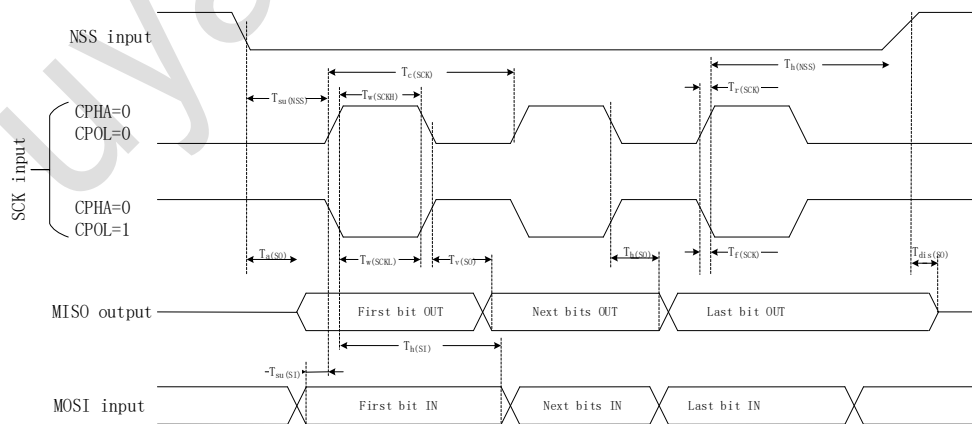 NSS input
Tc(SCK)
Th(NSS)
Tsu(NSS)
Tw(SCKH)
Tr(SCK)
CPHA=0
CPOL=0
SCK input
CPHA=0
CPOL=1
Ta(SO)
Tw(SCKL)
Tv(SO)
Th(SO)
Tf(SCK)
Tdis(SO)
MISO output
First bit OUT
Next bits OUT
Last bit OUT
Th(SI)
Tsu(SI)
MOSI input
First bit IN
Next bits IN
Last bit IN